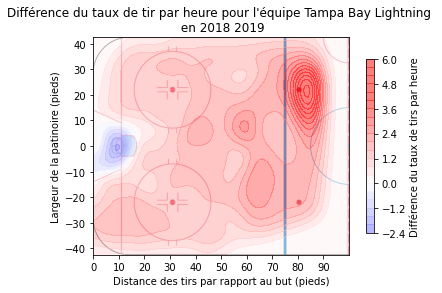 Différence du taux de tir par heure pour l'équipe Tampa Bay Lightning
en 2018 2019
Largeur de la patinoire (pieds)
40
30
20
10
0
−10
−20
−30
−40
0 10 20 30 40 50 60 70 80 90
Distance des tirs par rapport au but (pieds)
6.0
4.8
3.6
2.4
1.2
0.0
−1.2
−2.4
Différence du taux de tirs par heure